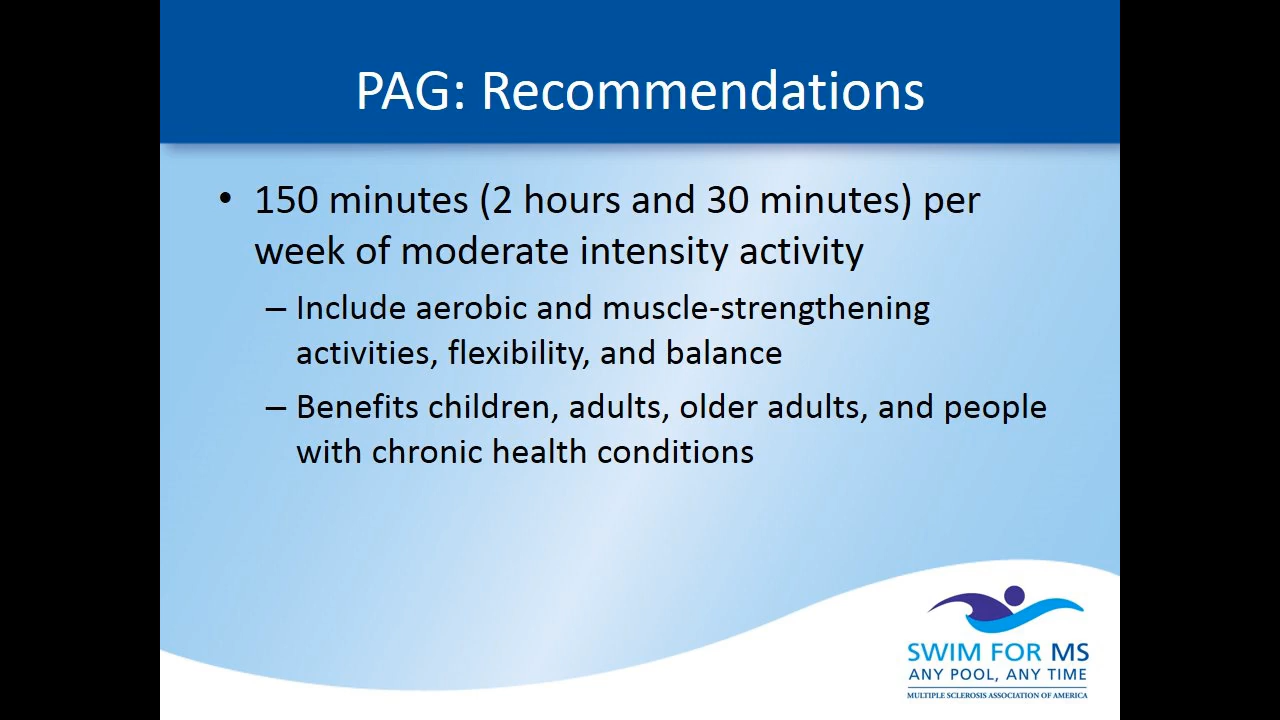 PAG: Recommendations
• 150 minutes (2 hours and 30 minutes) per
week of moderate intensity activity
– Include aerobic and muscle-strengthening
activities, flexibility, and balance
– Benefits children, adults, older adults, and people
with chronic health conditions
SWIM FOR MS
ANY POOL, ANY TIME
MULTIPLE SCLEROSIS ASSOCIATION OF AMERICA